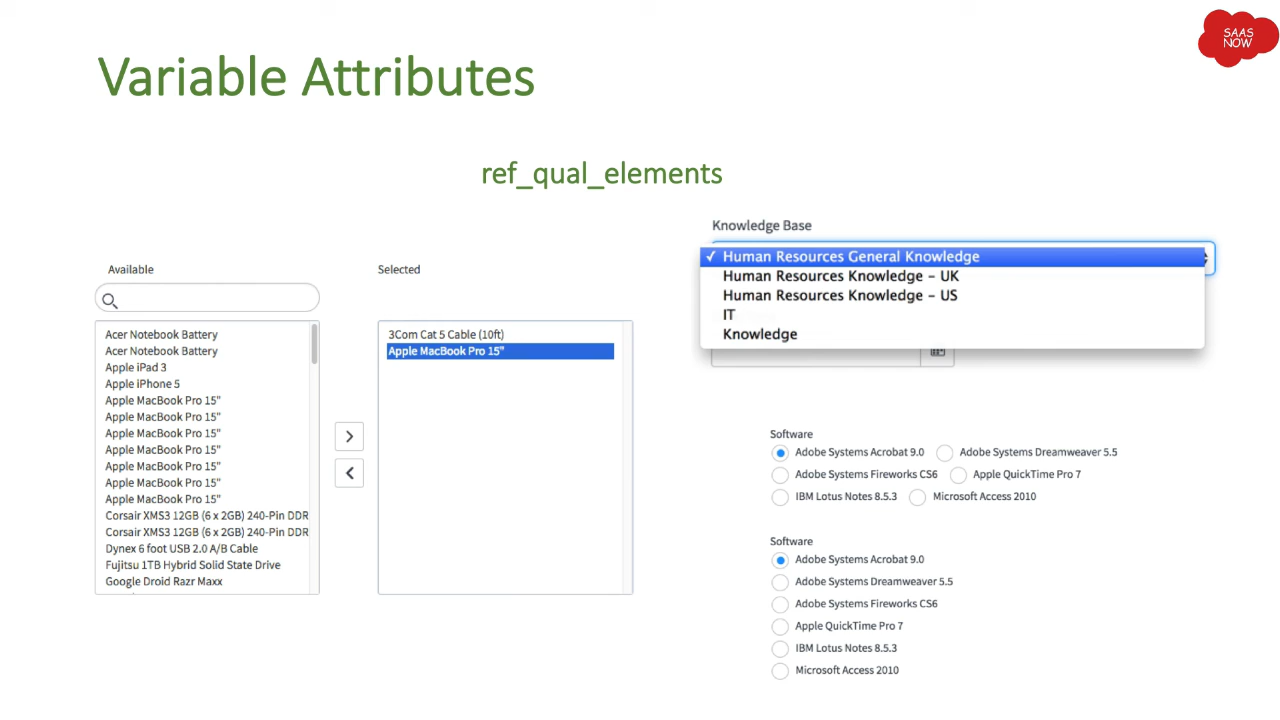 SAAS
NOW
Variable Attributes
ref_qual_elements
Available
Selected
Acer Notebook Battery
Acer Notebook Battery
Apple iPad 3
Apple iPhone 5
Apple MacBook Pro 15"
Apple MacBook Pro 15"
Apple MacBook Pro 15"
Apple MacBook Pro 15"
Apple MacBook Pro 15"
Apple MacBook Pro 15"
Apple MacBook Pro 15"
Corsair XMS3 12GB (6 x 2GB) 240-Pin DDR
Corsair XMS3 12GB (6 x 2GB) 240-Pin DDR
Dynex 6 foot USB 2.0 A/B Cable
Fujitsu 1TB Hybrid Solid State Drive
Google Droid Razr Maxx
3Com Cat 5 Cable (10ft)
Apple MacBook Pro 15"
Knowledge Base
✓ Human Resources General Knowledge
Human Resources Knowledge – UK
Human Resources Knowledge – US
IT
Knowledge
Software
Adobe Systems Acrobat 9.0 Adobe Systems Dreamweaver 5.5
Adobe Systems Fireworks CS6 Apple QuickTime Pro 7
IBM Lotus Notes 8.5.3 Microsoft Access 2010
Software
Adobe Systems Acrobat 9.0
Adobe Systems Dreamweaver 5.5
Adobe Systems Fireworks CS6
Apple QuickTime Pro 7
IBM Lotus Notes 8.5.3
Microsoft Access 2010